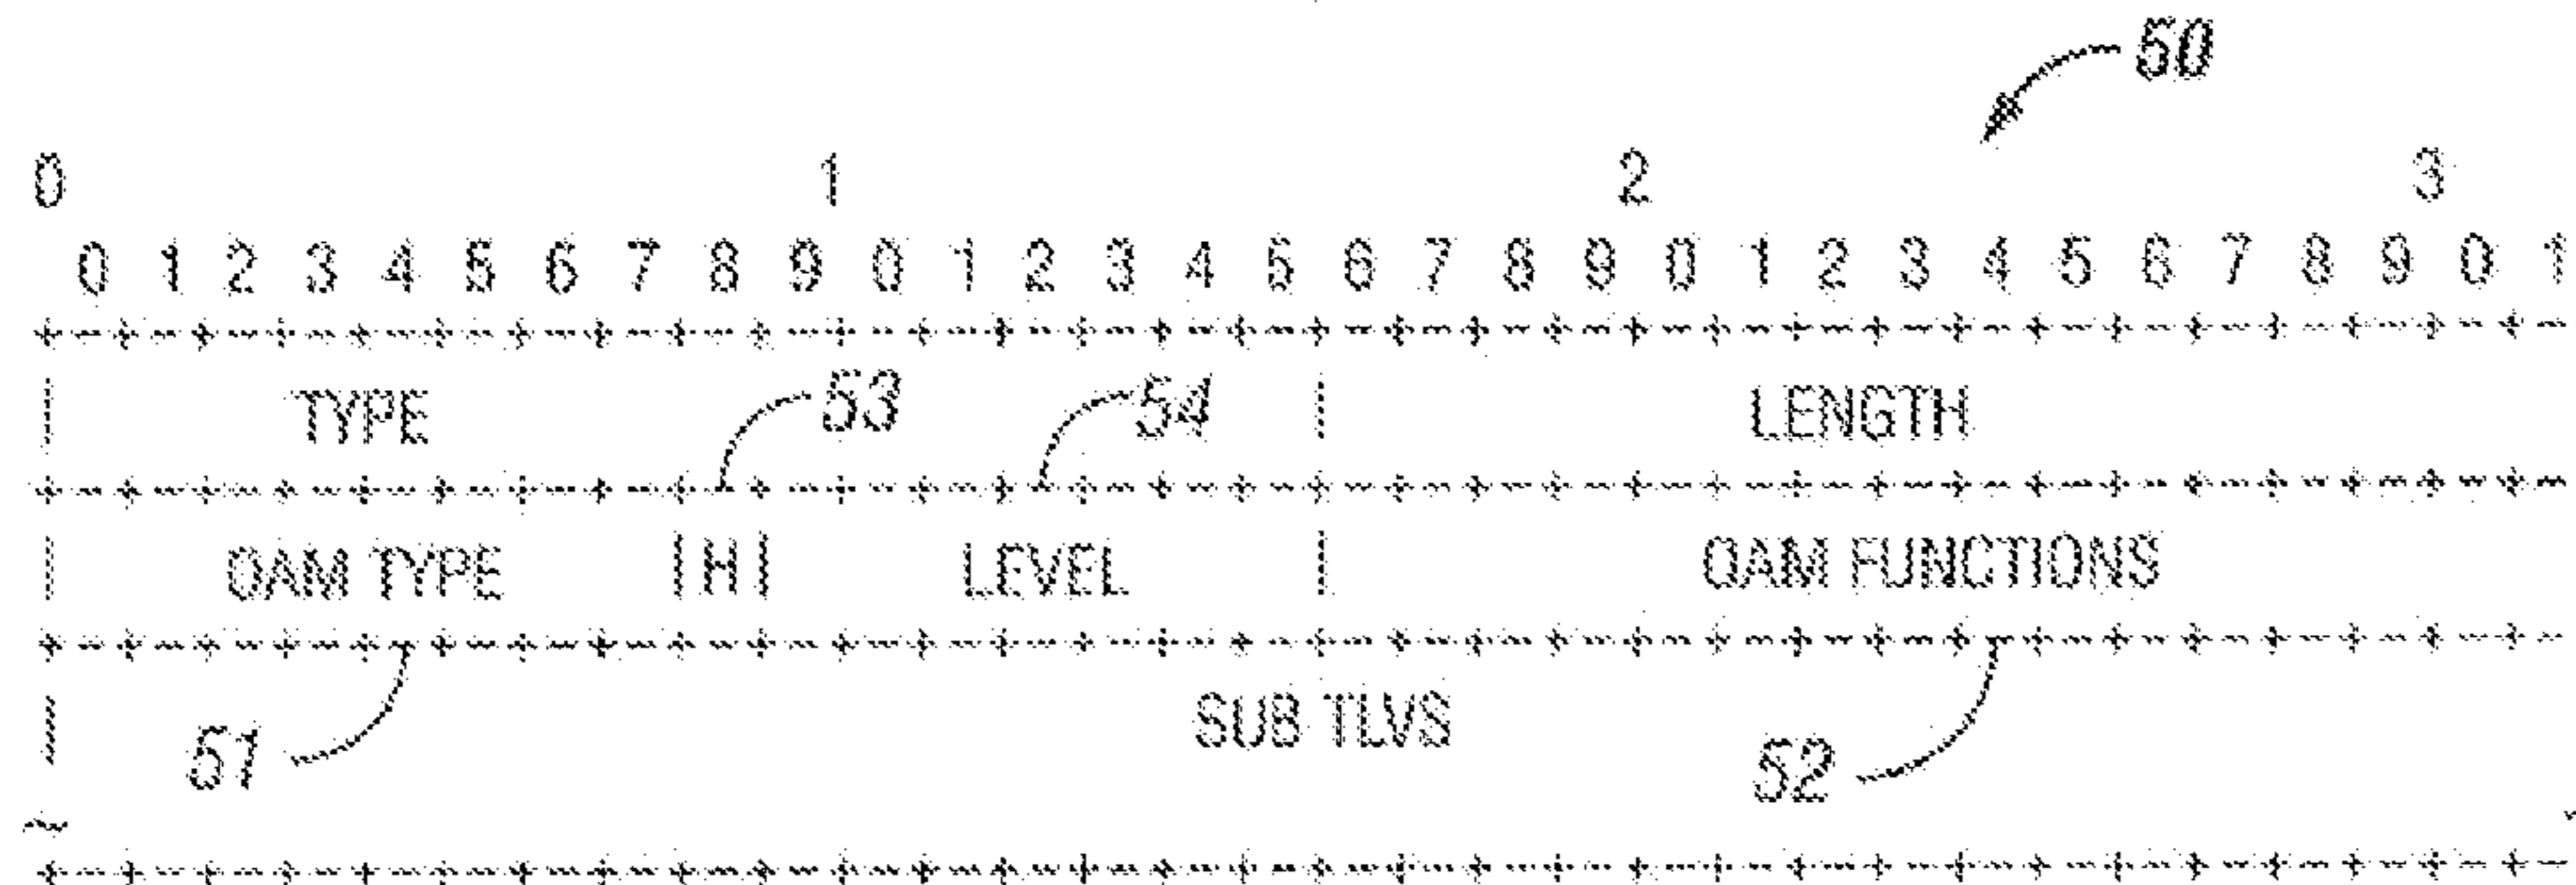 50
0 1 2 3
0 1 2 3 4 5 6 7 8 9 0 1 2 3 4 5 6 7 8 9 0 1 2 3 4 5 6 7 8 9 0 1
+-+-+-+-+-+-+-+-+-+-+-+-+-+-+-+-+-+-+-+-+-+-+-+-+-+-+-+-+-+-+-+-
| TYPE 53 54 | LENGTH
+-+-+-+-+-+-+-+-+-+-+-+-+-+-+-+-+-+-+-+-+-+-+-+-+-+-+-+-+-+-+-+-
| OAM TYPE |H| LEVEL | OAM FUNCTIONS
+-+-+-+-+-+-+-+-+-+-+-+-+-+-+-+-+-+-+-+-+-+-+-+-+-+-+-+-+-+-+-+-
| SUB TLVS
51 52
~
+-+-+-+-+-+-+-+-+-+-+-+-+-+-+-+-+-+-+-+-+-+-+-+-+-+-+-+-+-+-+-+-